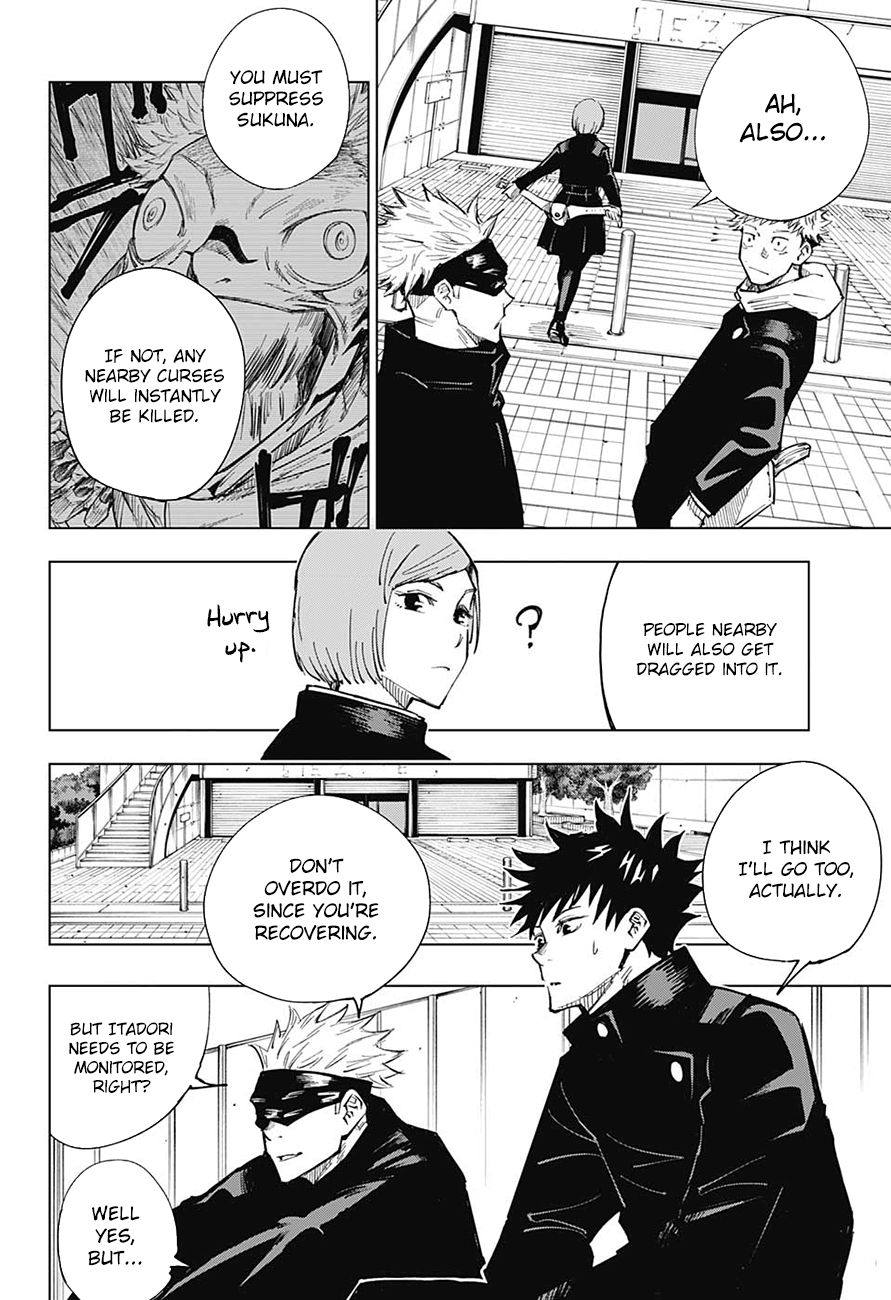 AH,
ALSO...
YOU MUST
SUPPRESS
SUKUNA.
IF NOT, ANY
NEARBY CURSES
WILL INSTANTLY
BE KILLED.
PEOPLE NEARBY
WILL ALSO GET
DRAGGED INTO IT.
?
Hurry
up.
I THINK
I'LL GO TOO,
ACTUALLY.
DON'T
OVERDO IT,
SINCE YOU'RE
RECOVERING.
BUT ITADORI
NEEDS TO BE
MONITORED,
RIGHT?
WELL
YES,
BUT...